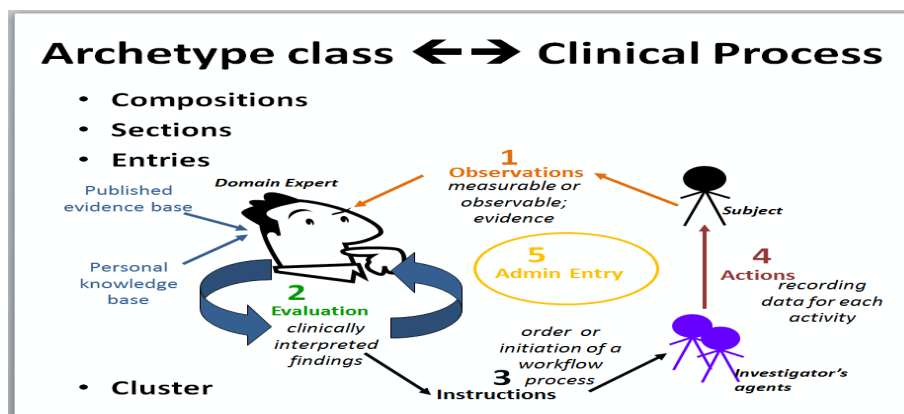 Archetype class ←→ Clinical Process
• Compositions
• Sections
• Entries
Published
evidence base
Personal
knowledge
base
Domain Expert
1
Observations
measurable or
observable;
evidence
Subject
5
Admin Entry
4
Actions
recording
data for each
activity
2
Evaluation
clinically
interpreted
findings
order or
initiation of a
workflow
process
3
Instructions
Investigator's
agents
• Cluster